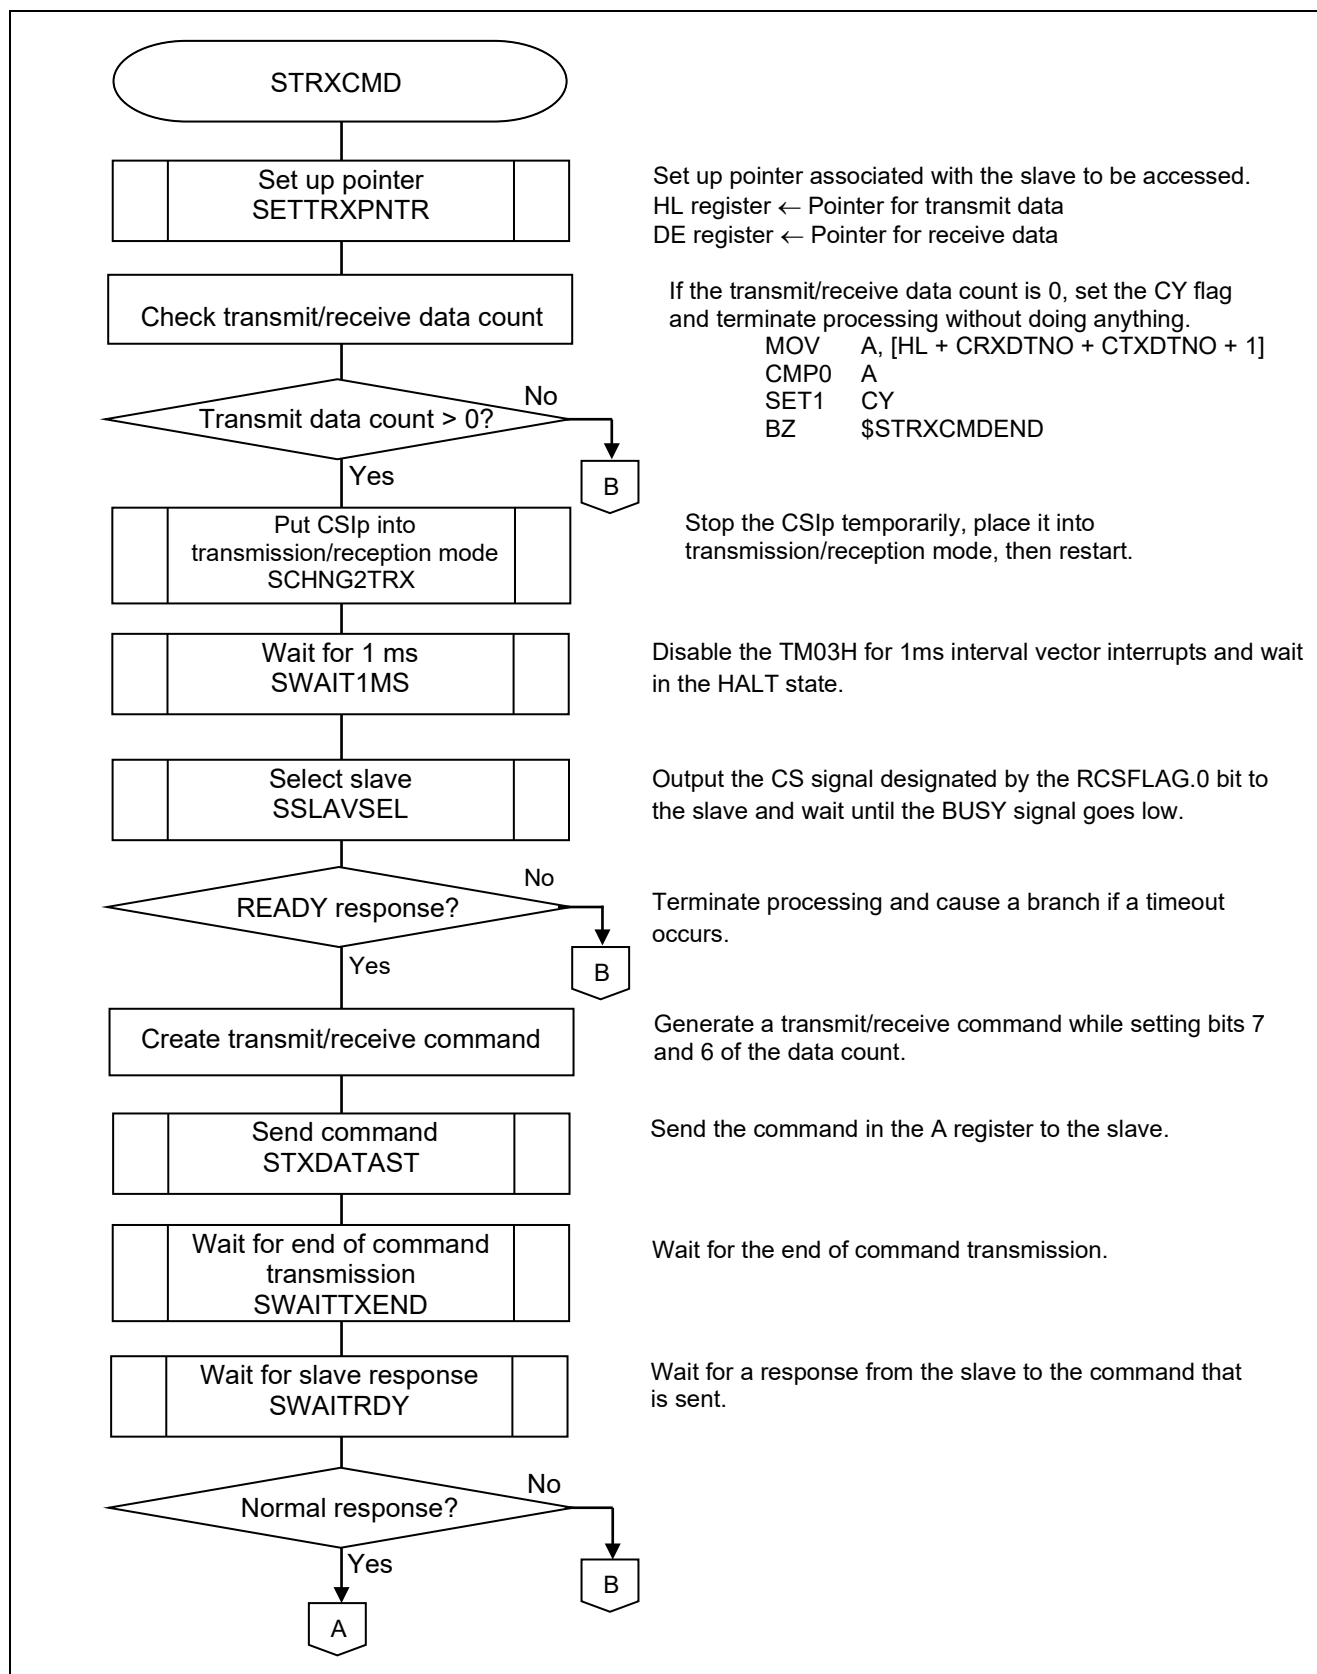 STRXCMD
Set up pointer
SETTRXPNTR
Set up pointer associated with the slave to be accessed.
HL register ← Pointer for transmit data
DE register ← Pointer for receive data
Check transmit/receive data count
If the transmit/receive data count is 0, set the CY flag
and terminate processing without doing anything.
MOV A, [HL + CRXDTNO + CTXDTNO + 1]
CMP0 A
SET1 CY
BZ $STRXCMDEND
Transmit data count > 0?
No
B
Yes
Put CSIp into
transmission/reception mode
SCHNG2TRX
Stop the CSIp temporarily, place it into
transmission/reception mode, then restart.
Wait for 1 ms
SWAIT1MS
Disable the TM03H for 1ms interval vector interrupts and wait
in the HALT state.
Select slave
SSLAVSEL
Output the CS signal designated by the RCSFLAG.0 bit to
the slave and wait until the BUSY signal goes low.
READY response?
No
B
Yes
Terminate processing and cause a branch if a timeout
occurs.
Create transmit/receive command
Generate a transmit/receive command while setting bits 7
and 6 of the data count.
Send command
STXDATAST
Send the command in the A register to the slave.
Wait for end of command
transmission
SWAITTXEND
Wait for the end of command transmission.
Wait for slave response
SWAITRDY
Wait for a response from the slave to the command that
is sent.
Normal response?
No
B
Yes
A